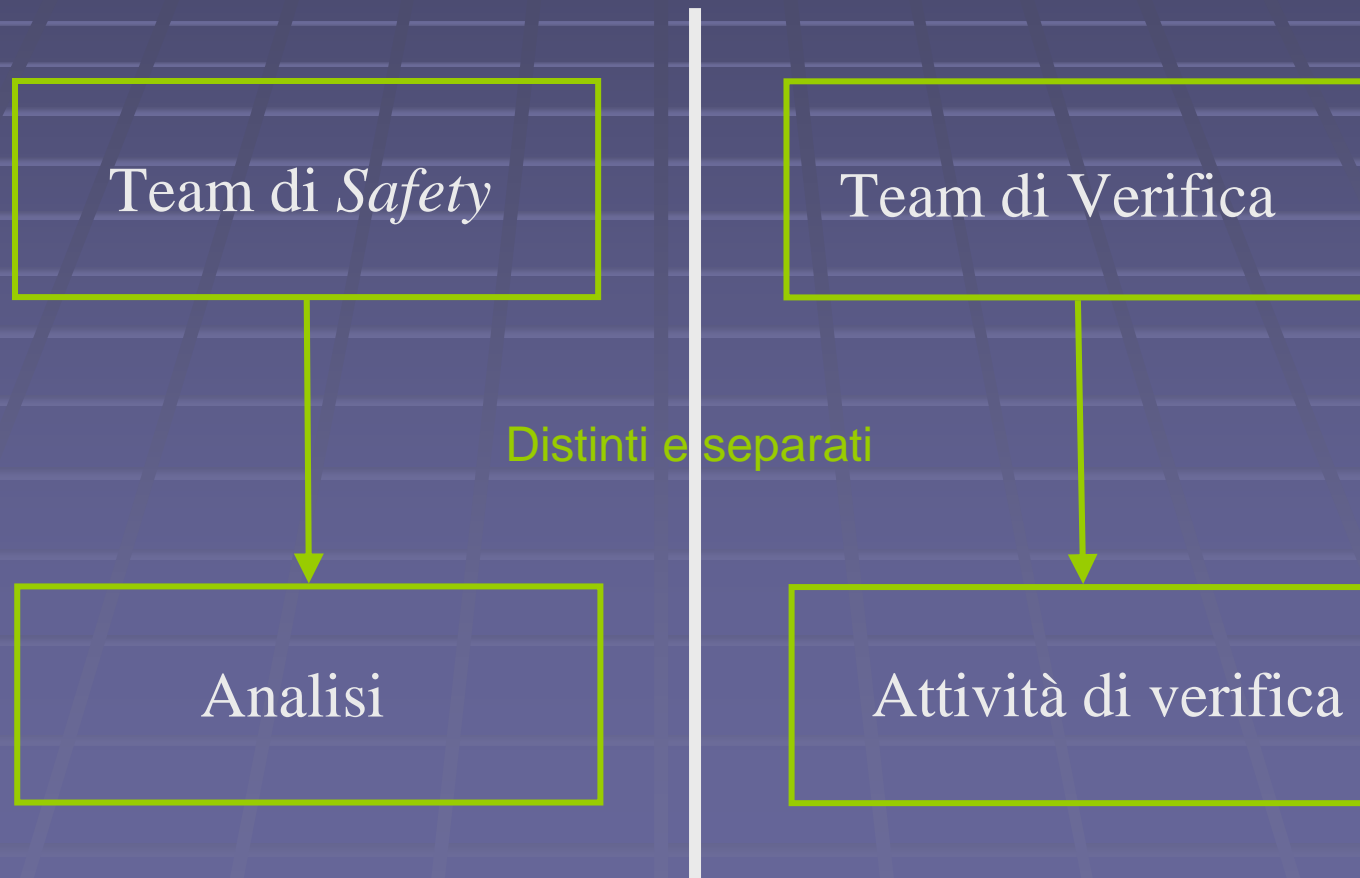 Team di Safety
Team di Verifica
Distinti e separati
Analisi
Attività di verifica